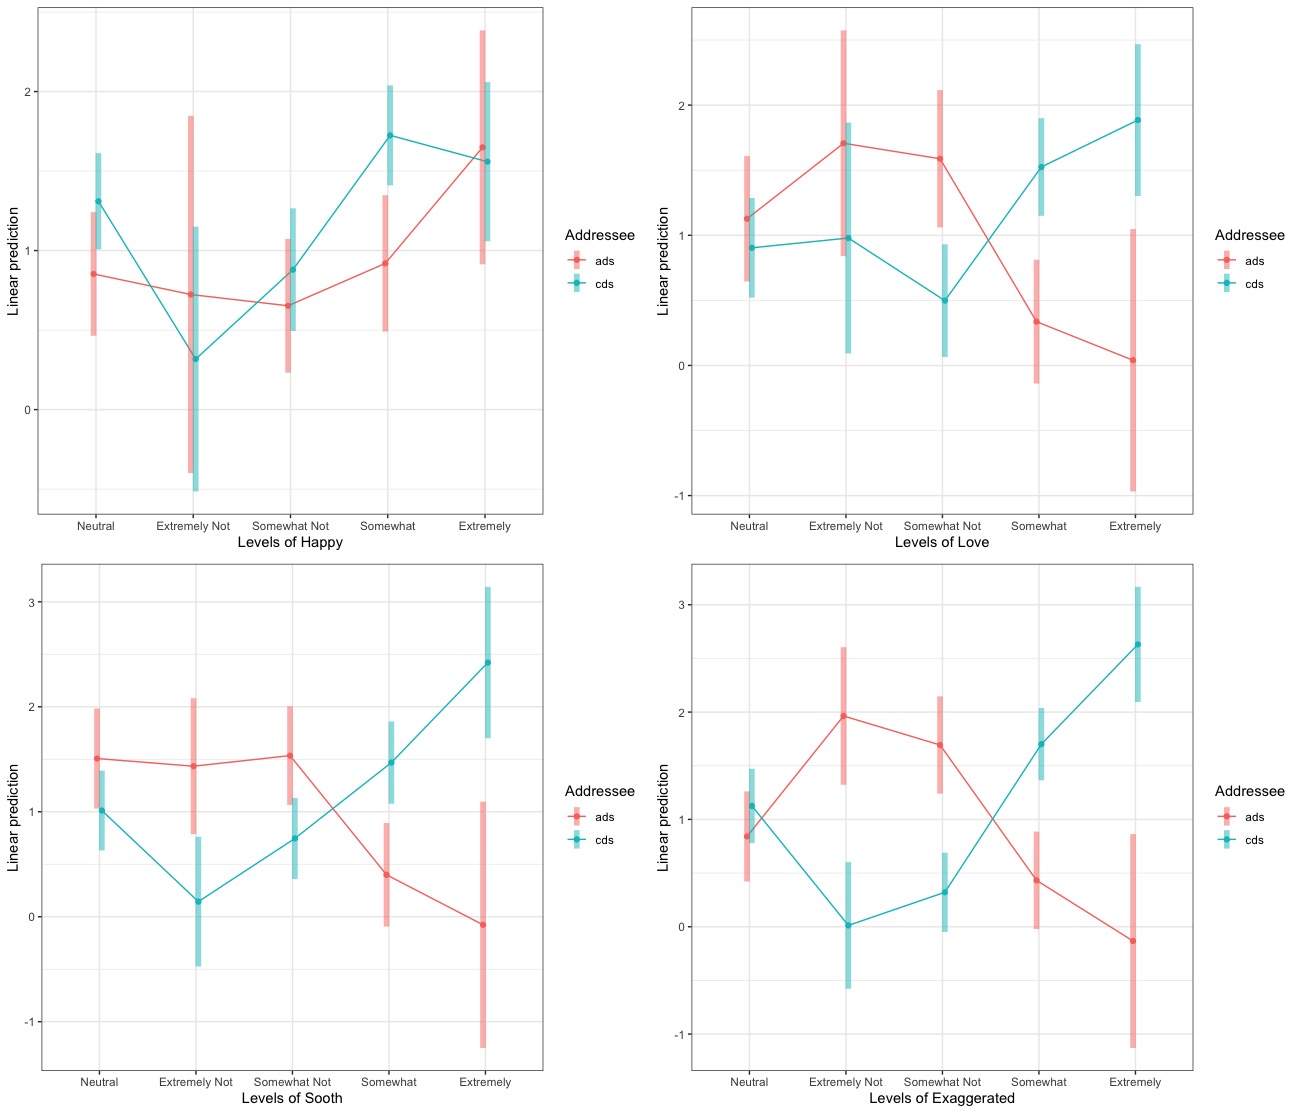 Linear prediction
2
1
0
Neutral
Extremely Not
Somewhat Not
Somewhat
Extremely
Levels of Happy
Addressee
ads
cds
Linear prediction
2
1
0
-1
Neutral
Extremely Not
Somewhat Not
Somewhat
Extremely
Levels of Love
Addressee
ads
cds
Linear prediction
3
2
1
0
-1
Neutral
Extremely Not
Somewhat Not
Somewhat
Extremely
Levels of Sooth
Addressee
ads
cds
Linear prediction
3
2
1
0
-1
Neutral
Extremely Not
Somewhat Not
Somewhat
Extremely
Levels of Exaggerated
Addressee
ads
cds